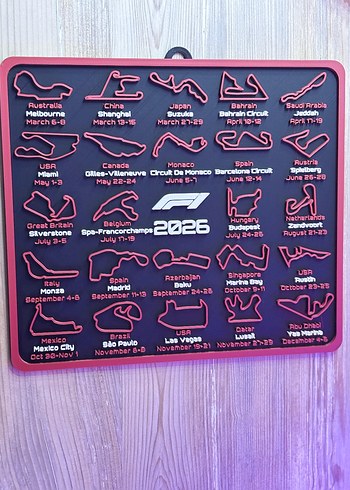 Australia
Melbourne
March 6-8
China
Shanghai
March 13-15
Japan
Suzuka
March 27-29
Bahrain
Bahrain Circuit
April 10-12
Saudi Arabia
Jeddah
April 17-19
USA
Miami
May 1-3
Canada
Gilles-Villeneuve
May 22-24
Monaco
Circuit De Monaco
June 5-7
Spain
Barcelona Circuit
June 12-14
Austria
Spielberg
June 26-28
Great Britain
Silverstone
July 3-5
Belgium
Spa-Francorchamps
July 17-19
F1
2026
Hungary
Budapest
July 24-26
Netherlands
Zandvoort
August 21-23
Italy
Monza
September 4-6
Spain
Madrid
September 11-13
Azerbaijan
Baku
September 24-26
Singapore
Marina Bay
October 9-11
USA
Austin
October 23-25
Mexico
Mexico City
Oct 30-Nov 1
Brazil
São Paulo
November 6-8
USA
Las Vegas
November 19-21
Qatar
Lusail
November 27-29
Abu Dhabi
Yas Marina
December 4-6